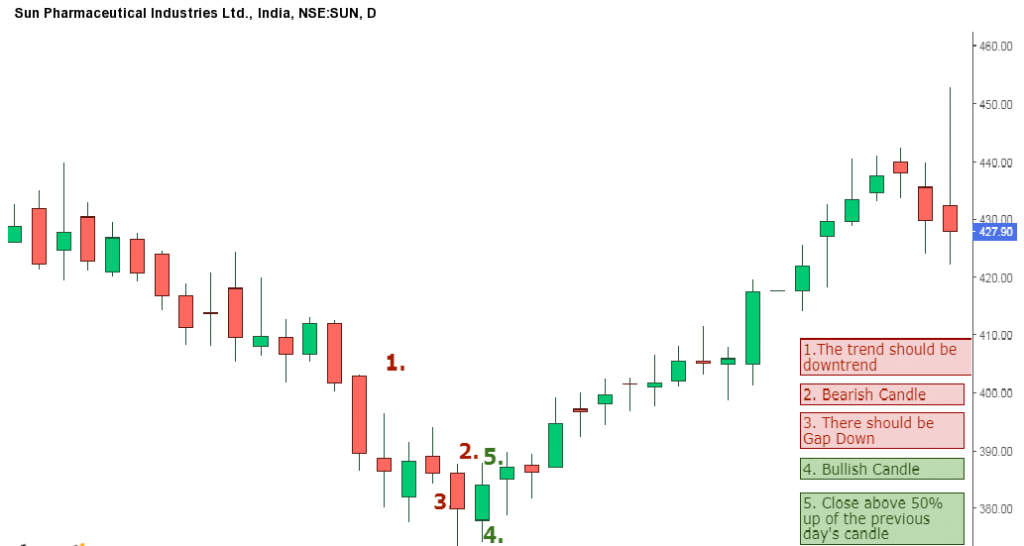 Sun Pharmaceutical Industries Ltd., India, NSE:SUN, D
460.00
450.00
440.00
430.00
427.90
420.00
410.00
400.00
390.00
380.00
1.
2.
5.
3.
4.
1.The trend should be
downtrend
2. Bearish Candle
3. There should be
Gap Down
4. Bullish Candle
5. Close above 50%
up of the previous
day's candle